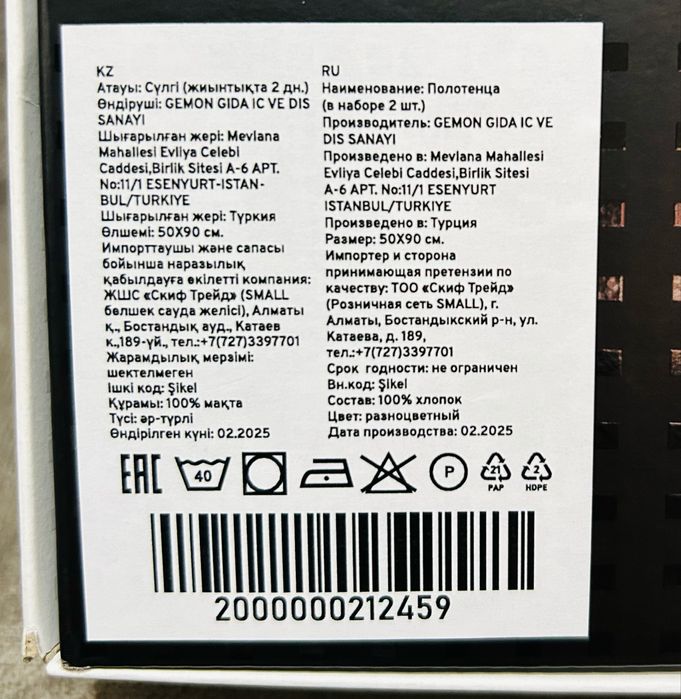 KZ
Атауы: Сүлгі (жиынтықта 2 дн.)
Өндіруші: GEMON GIDA IC VE DIS
SANAYI
Шығарылған жері: Mevlana
Mahallesi Evliya Celebi
Caddesi,Birlik Sitesi A-6 APT.
No:11/1 ESENYURT-ISTAN-
BUL/TURKIYE
Шығарылған жері: Түркия
Өлшемі: 50X90 см.
Импорттаушы және сапасы
бойынша наразылық
қабылдауға өкілетті компания:
ЖШС «Скиф Трейд» (SMALL
бөлшек сауда желісі), Алматы
қ., Бостандық ауд., Катаев
к.,189-үй., тел.:+7(727)3397701
Жарамдылық мерзімі:
шектелмеген
Ішкі код: Şikel
Құрамы: 100% мақта
Түсі: әр-түрлі
Өндірілген күні: 02.2025
RU
Наименование: Полотенца
(в наборе 2 шт.)
Производитель: GEMON GIDA IC VE
DIS SANAYI
Произведено в: Mevlana Mahallesi
Evliya Celebi Caddesi,Birlik Sitesi
A-6 APT. No:11/1 ESENYURT
ISTANBUL/TURKIYE
Произведено в: Турция
Размер: 50X90 см.
Импортер и сторона
принимающая претензии по
качеству: ТОО «Скиф Трейд»
(Розничная сеть SMALL), г.
Алматы, Бостандыкский р-н, ул.
Катаева, д. 189,
тел.:+7(727)3397701
Срок годности: не ограничен
Вн.код: Şikel
Состав: 100% хлопок
Цвет: разноцветный
Дата производства: 02.2025
EAC 40 P 21 2
PAP HDPE
2000000212459